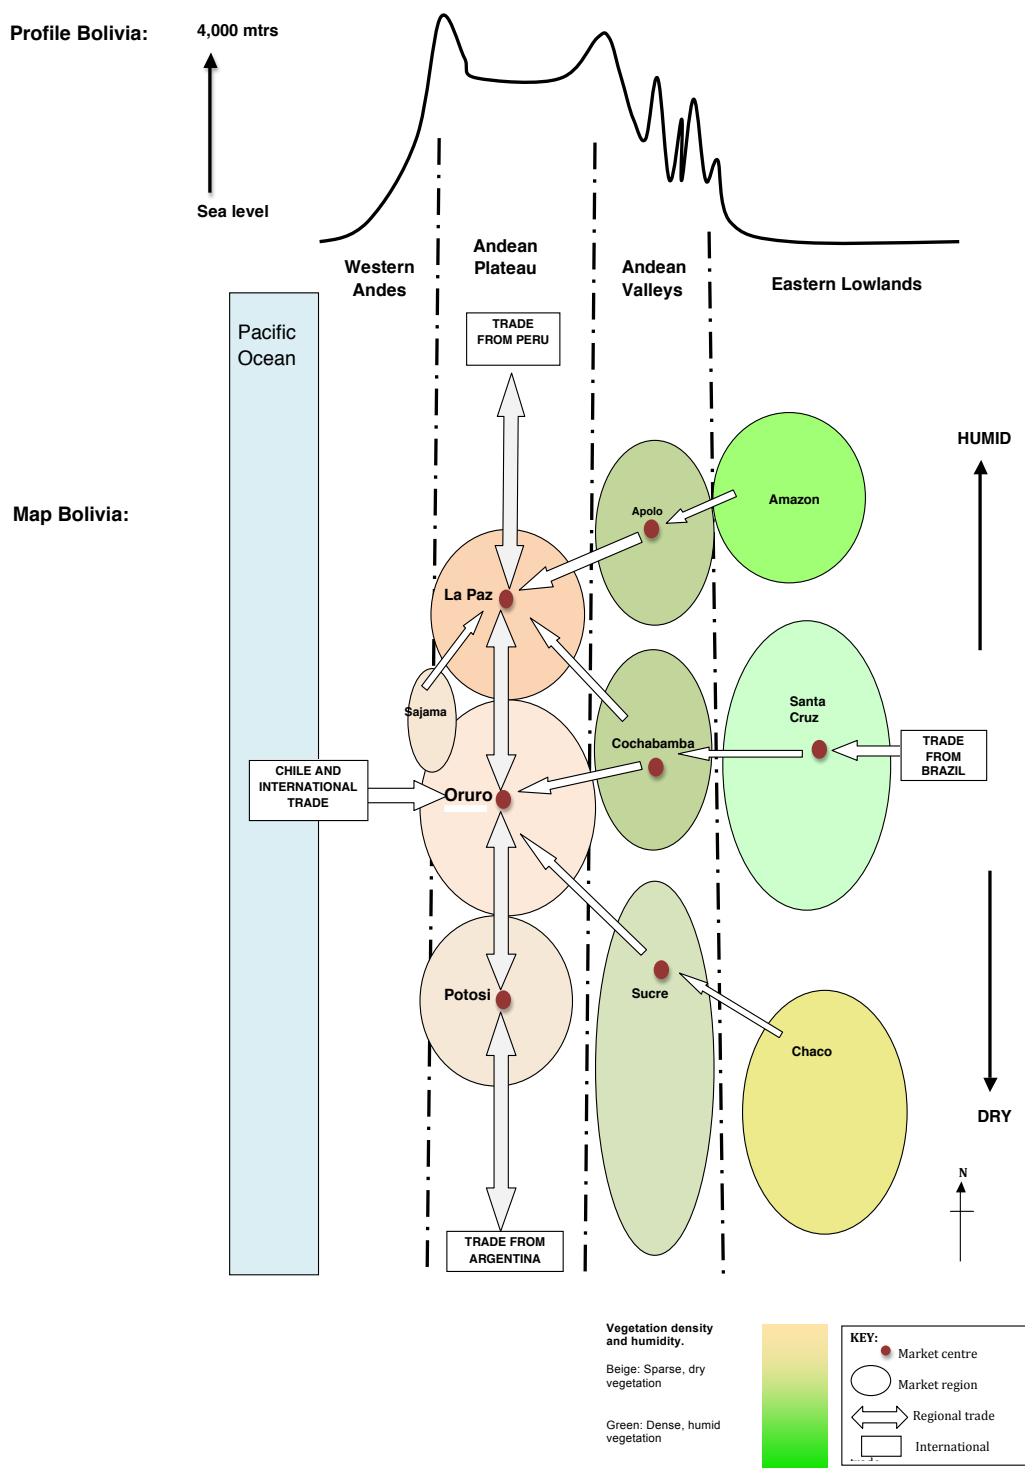 Profile Bolivia:
4,000 mtrs
Sea level
Western
Andes
Andean
Plateau
Andean
Valleys
Eastern Lowlands
Pacific
Ocean
TRADE
FROM PERU
HUMID
Map Bolivia:
Amazon
Apolo
La Paz
Sajama
Santa
Cruz
Cochabamba
TRADE
FROM
BRAZIL
CHILE AND
INTERNATIONAL
TRADE
Oruro
Potosi
Sucre
Chaco
DRY
N
TRADE FROM
ARGENTINA
Vegetation density
and humidity.
Beige: Sparse, dry
vegetation
Green: Dense, humid
vegetation
KEY:
Market centre
Market region
Regional trade
International